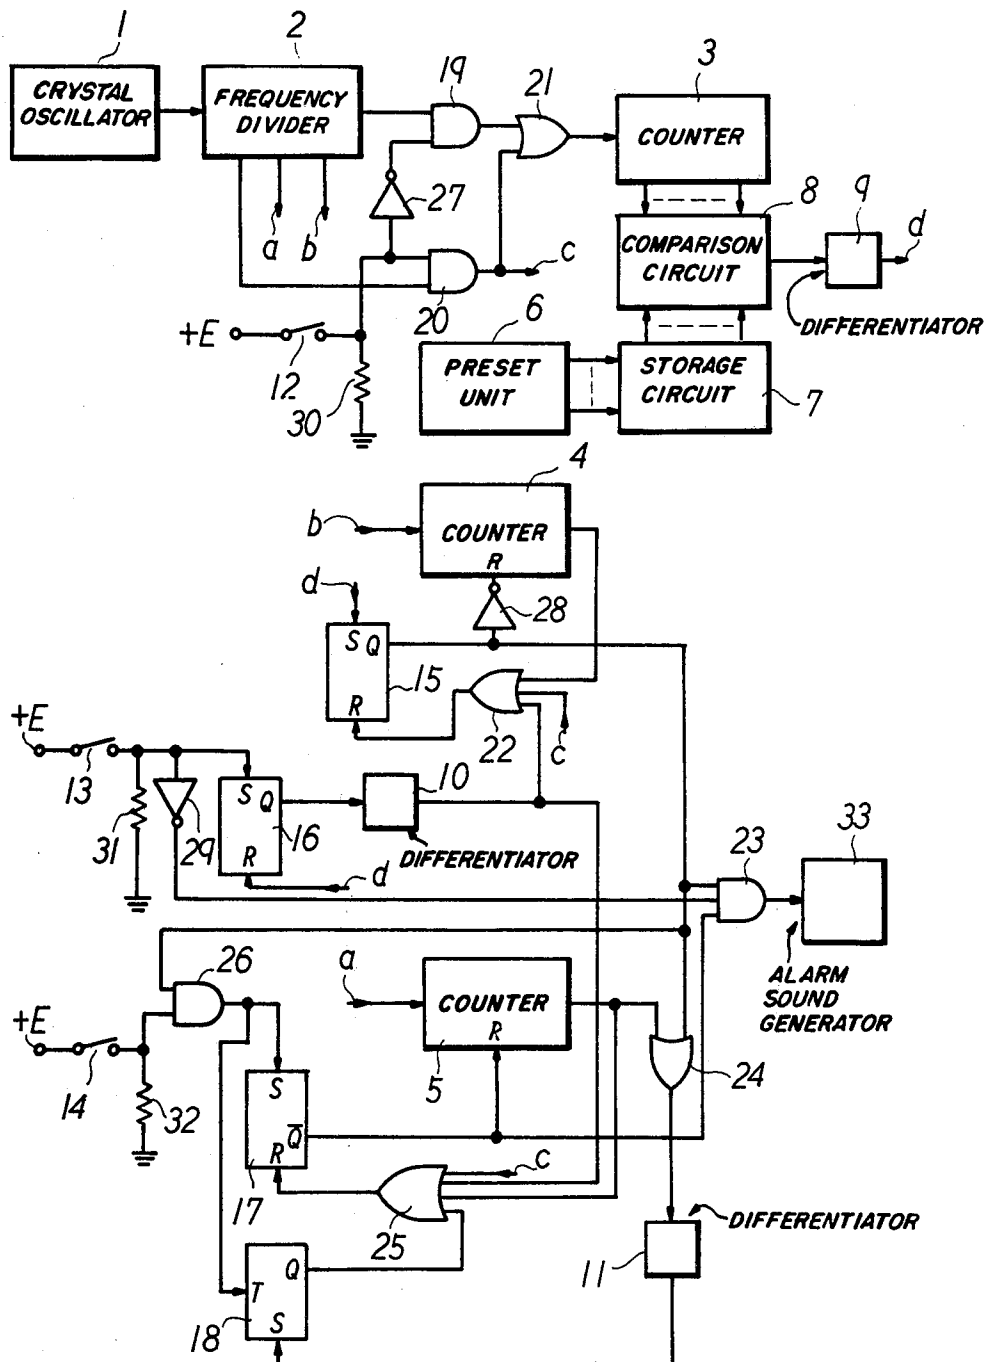 1
2
19
21
3
CRYSTAL
OSCILLATOR
FREQUENCY
DIVIDER
COUNTER
27
8
9
d
a
b
c
20
COMPARISON
CIRCUIT
DIFFERENTIATOR
+E
12
30
6
PRESET
UNIT
STORAGE
CIRCUIT
7
4
b
COUNTER
R
28
d
S Q
R
15
22
c
+E
13
31
29
S Q
R
16
10
DIFFERENTIATOR
d
23
33
ALARM
SOUND
GENERATOR
26
a
COUNTER
R
5
24
+E
14
32
S
Q̅
R
17
c
25
DIFFERENTIATOR
11
Q
T
S
18